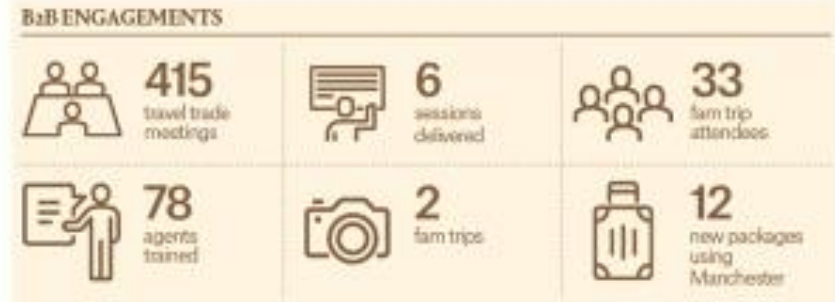 B2B ENGAGEMENTS
415
travel trade
meetings
6
sessions
delivered
33
fam trip
attendees
78
agents
trained
2
fam trips
12
new packages
using
Manchester